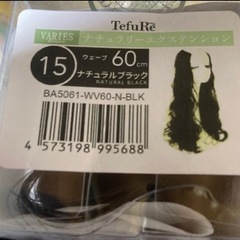 TefuRe
VARIES ナチュラリーエクステンション
15 ウェーブ 60cm
ナチュラルブラック
NATURAL BLACK
BA5061-WV60-N-BLK
4 573198 995688